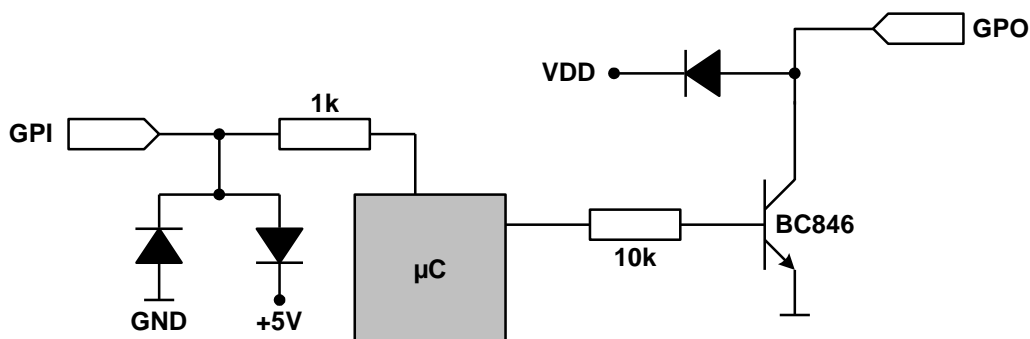 GPO
VDD
1k
GPI
BC846
10k
µC
GND
+5V